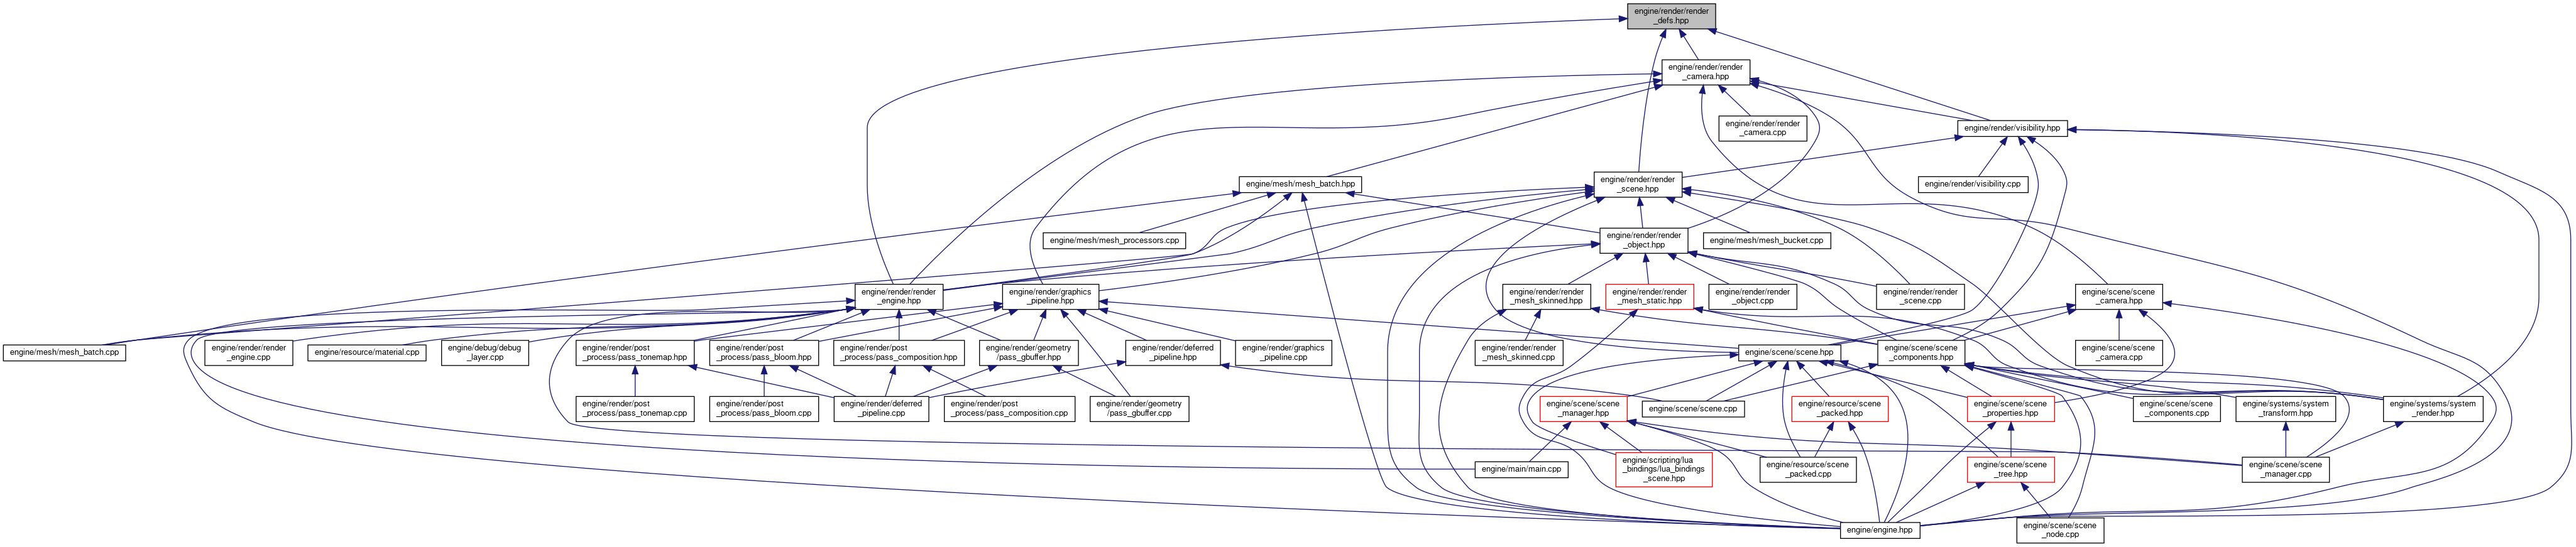 engine/render/render
_defs.hpp
engine/render/render
_camera.hpp
engine/render/render
_camera.cpp
engine/render/visibility.hpp
engine/mesh/mesh_batch.hpp
engine/render/render
_scene.hpp
engine/render/visibility.cpp
engine/mesh/mesh_processors.cpp
engine/render/render
_object.hpp
engine/mesh/mesh_bucket.cpp
engine/render/render
_engine.hpp
engine/render/graphics
_pipeline.hpp
engine/render/render
_mesh_skinned.hpp
engine/render/render
_mesh_static.hpp
engine/render/render
_object.cpp
engine/render/render
_scene.cpp
engine/scene/scene
_camera.hpp
engine/mesh/mesh_batch.cpp
engine/render/render
_engine.cpp
engine/resource/material.cpp
engine/debug/debug
_layer.cpp
engine/render/post
_process/pass_tonemap.hpp
engine/render/post
_process/pass_bloom.hpp
engine/render/post
_process/pass_composition.hpp
engine/render/geometry
/pass_gbuffer.hpp
engine/render/deferred
_pipeline.hpp
engine/render/graphics
_pipeline.cpp
engine/render/render
_mesh_skinned.cpp
engine/scene/scene.hpp
engine/scene/scene
_components.hpp
engine/scene/scene
_camera.cpp
engine/render/post
_process/pass_tonemap.cpp
engine/render/post
_process/pass_bloom.cpp
engine/render/deferred
_pipeline.cpp
engine/render/post
_process/pass_composition.cpp
engine/render/geometry
/pass_gbuffer.cpp
engine/scene/scene
_manager.hpp
engine/scene/scene.cpp
engine/resource/scene
_packed.hpp
engine/scene/scene
_properties.hpp
engine/scene/scene
_components.cpp
engine/systems/system
_transform.hpp
engine/systems/system
_render.hpp
engine/main/main.cpp
engine/scripting/lua
_bindings/lua_bindings
_scene.hpp
engine/resource/scene
_packed.cpp
engine/scene/scene
_tree.hpp
engine/scene/scene
_manager.cpp
engine/engine.hpp
engine/scene/scene
_node.cpp